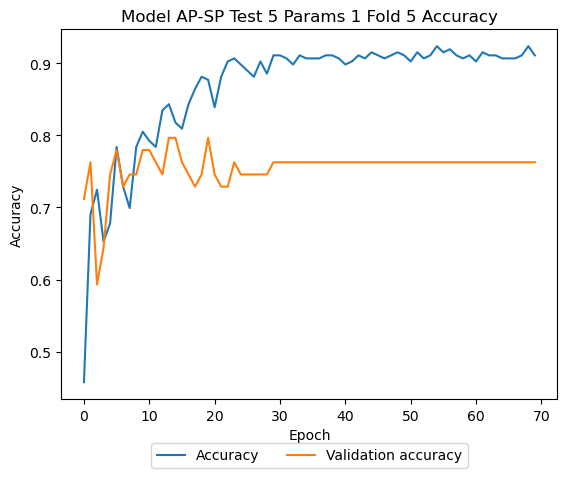 Model AP-SP Test 5 Params 1 Fold 5 Accuracy
Accuracy
0.9
0.8
0.7
0.6
0.5
0 10 20 30 40 50 60 70
Epoch
Accuracy Validation accuracy